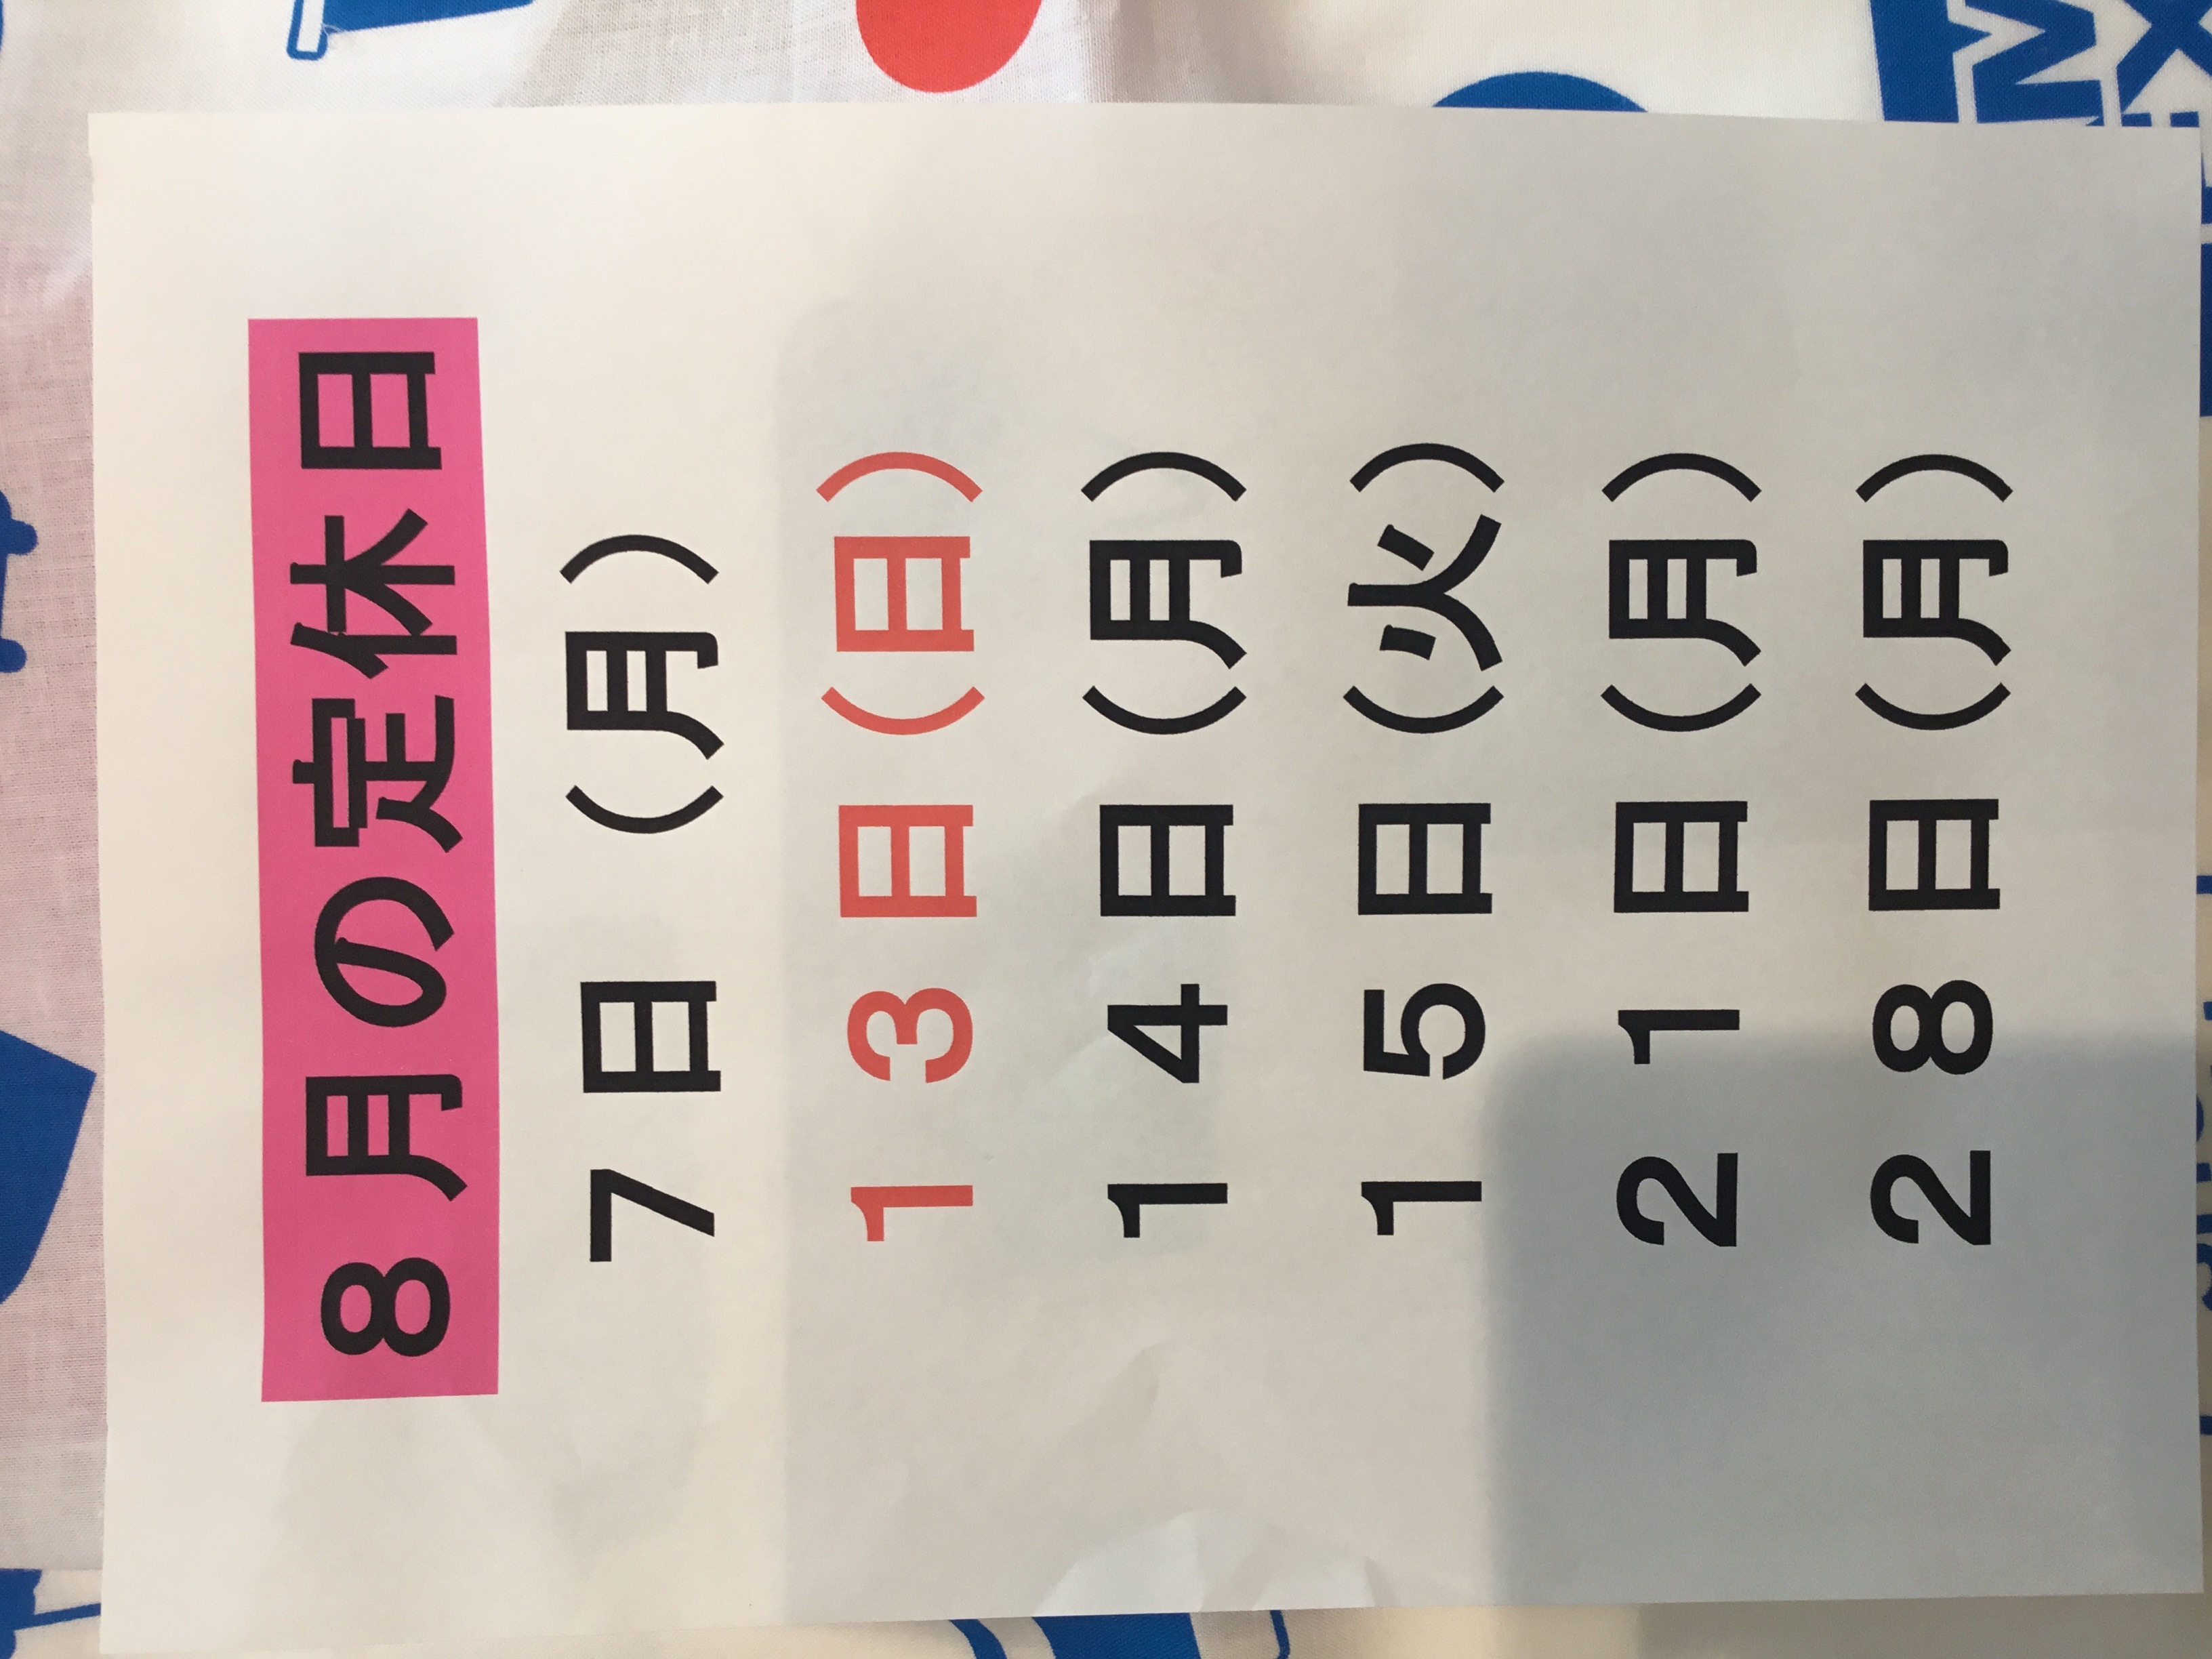 8月の定休日
7日(月)
13日(日)
14日(月)
15日(火)
21日(月)
28日(月)